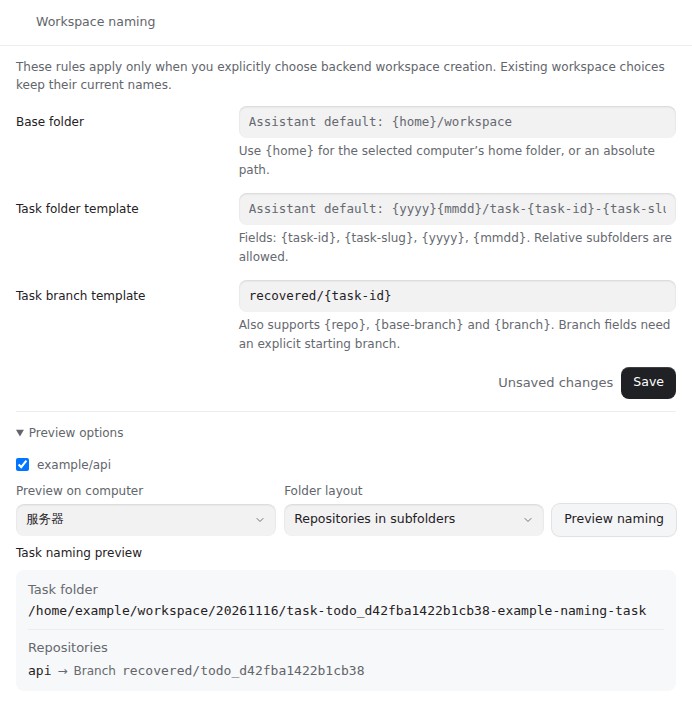 Workspace naming
These rules apply only when you explicitly choose backend workspace creation. Existing workspace choices
keep their current names.
Base folder
Assistant default: {home}/workspace
Use {home} for the selected computer’s home folder, or an absolute
path.
Task folder template
Assistant default: {yyyy}{mmdd}/task-{task-id}-{task-slu
Fields: {task-id}, {task-slug}, {yyyy}, {mmdd}. Relative subfolders are
allowed.
Task branch template
recovered/{task-id}
Also supports {repo}, {base-branch} and {branch}. Branch fields need
an explicit starting branch.
Unsaved changes
Save
▼ Preview options
example/api
Preview on computer
Folder layout
服务器
Repositories in subfolders
Preview naming
Task naming preview
Task folder
/home/example/workspace/20261116/task-todo_d42fba1422b1cb38-example-naming-task
Repositories
api → Branch recovered/todo_d42fba1422b1cb38